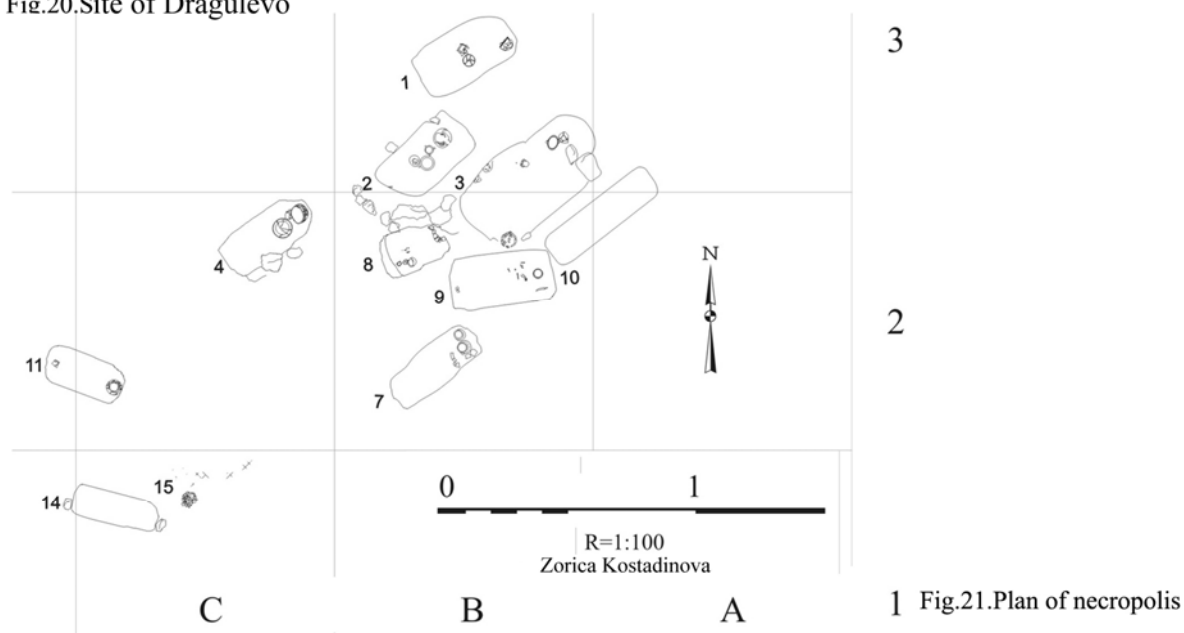 Fig.20.Site of Dragulevo
3
1
2
3
4
8
10
9
N
2
11
7
15
14
0 1
R=1:100
Zorica Kostadinova
C B A
1 Fig.21.Plan of necropolis